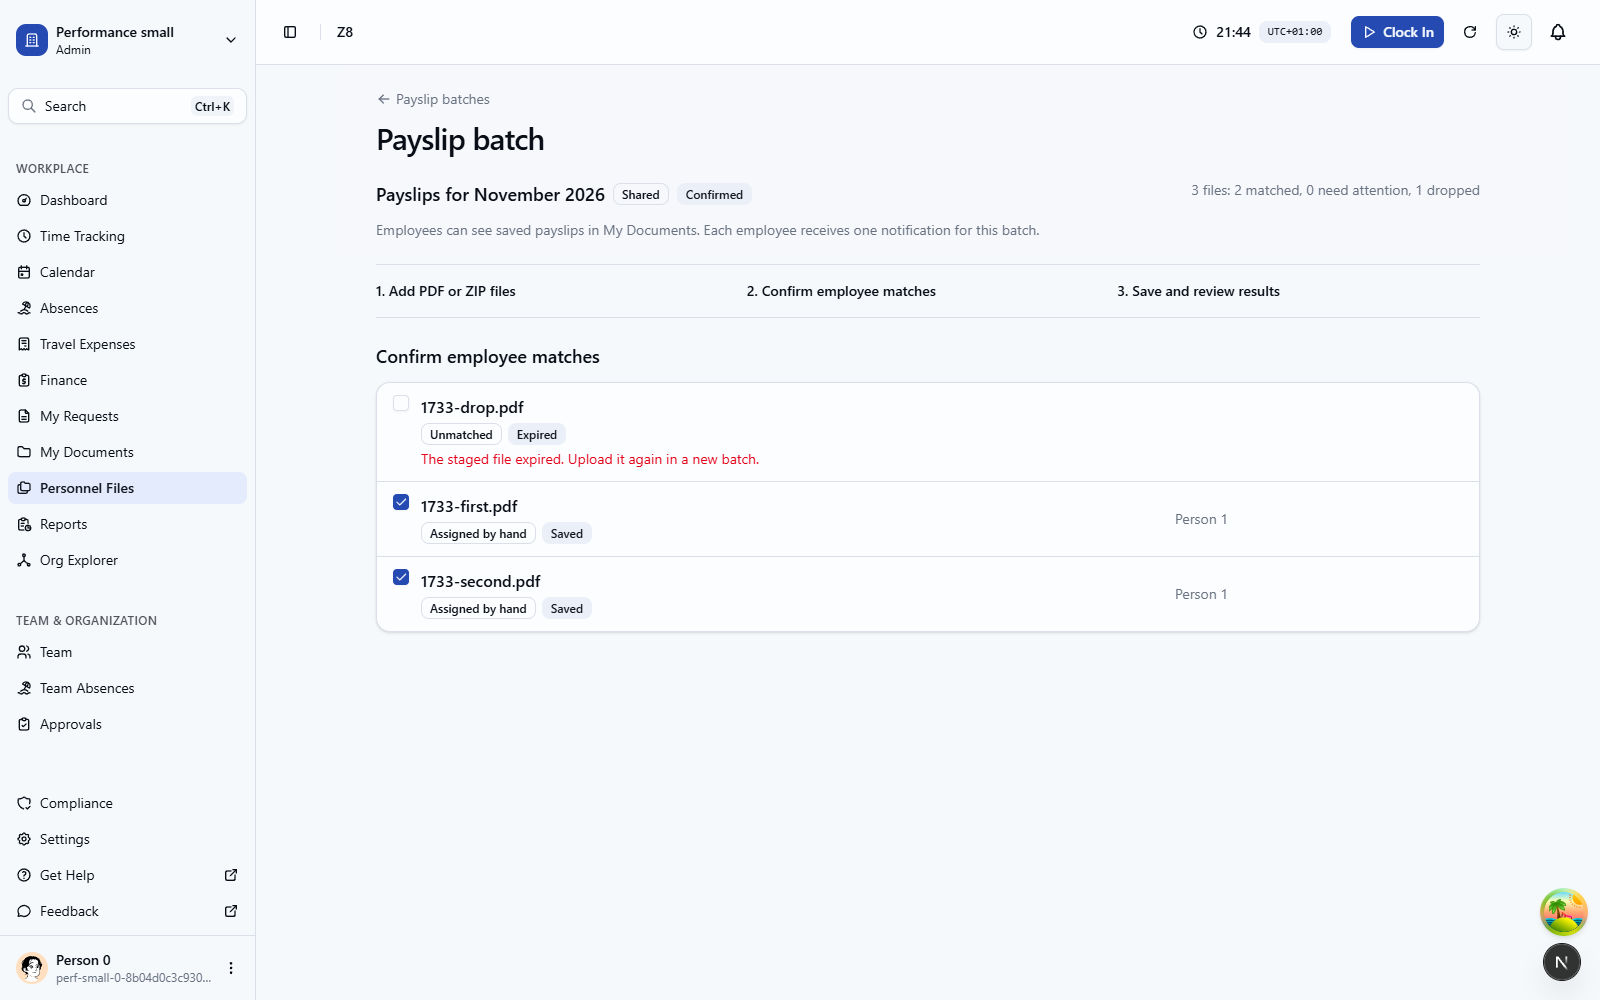 Performance small
Admin
Search
Ctrl+K
WORKPLACE
Dashboard
Time Tracking
Calendar
Absences
Travel Expenses
Finance
My Requests
My Documents
Personnel Files
Reports
Org Explorer
TEAM & ORGANIZATION
Team
Team Absences
Approvals
Compliance
Settings
Get Help
Feedback
Person 0
perf-small-0-8b04d0c3c930...
Z8
21:44
UTC+01:00
Clock In
Payslip batches
Payslip batch
Payslips for November 2026
Shared
Confirmed
3 files: 2 matched, 0 need attention, 1 dropped
Employees can see saved payslips in My Documents. Each employee receives one notification for this batch.
1. Add PDF or ZIP files
2. Confirm employee matches
3. Save and review results
Confirm employee matches
1733-drop.pdf
Unmatched
Expired
The staged file expired. Upload it again in a new batch.
1733-first.pdf
Assigned by hand
Saved
Person 1
1733-second.pdf
Assigned by hand
Saved
Person 1
N